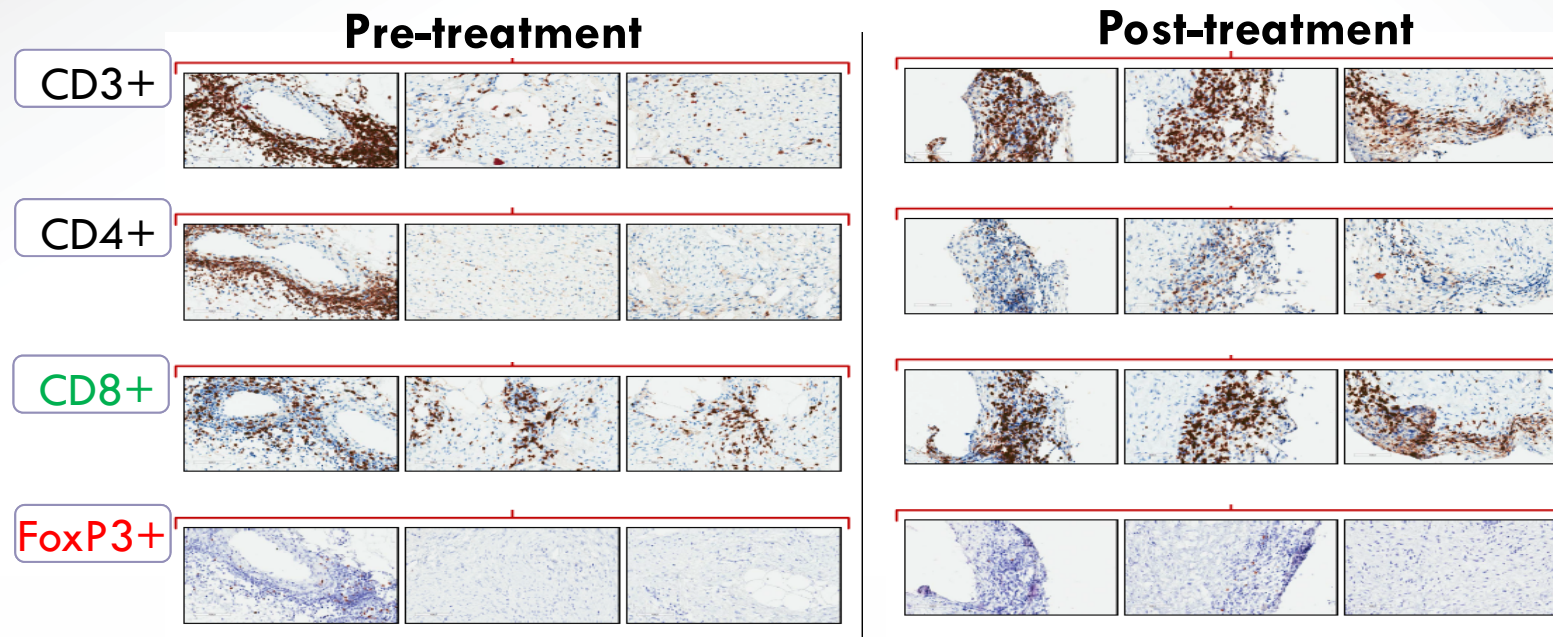 Pre-treatment
Post-treatment
CD3+
CD4+
CD8+
FoxP3+